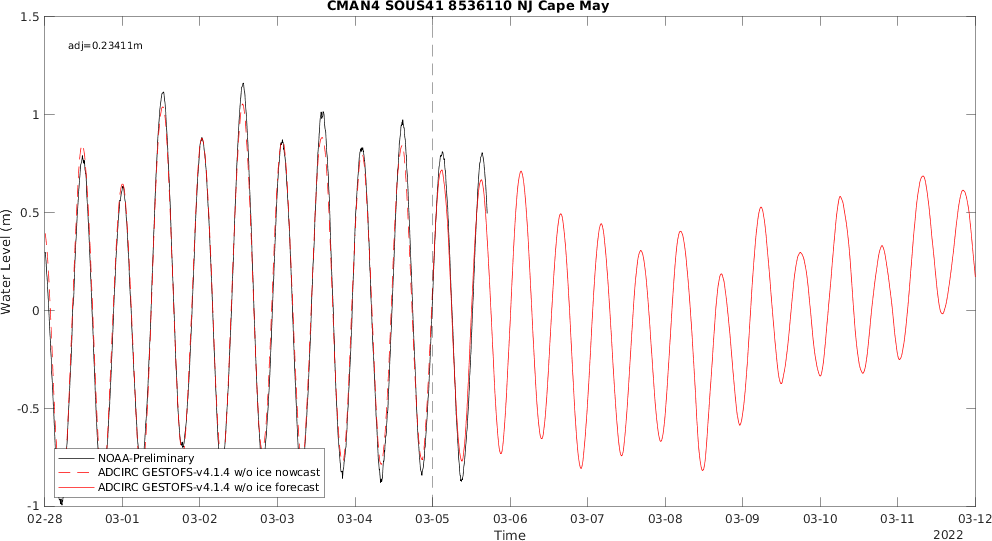 CMAN4 SOUS41 8536110 NJ Cape May
adj=0.23411m
1.5
1
0.5
0
-0.5
-1
Water Level (m)
NOAA-Preliminary
ADCIRC GESTOFS-v4.1.4 w/o ice nowcast
ADCIRC GESTOFS-v4.1.4 w/o ice forecast
02-28 03-01 03-02 03-03 03-04 03-05 03-06 03-07 03-08 03-09 03-10 03-11 03-12
Time
2022